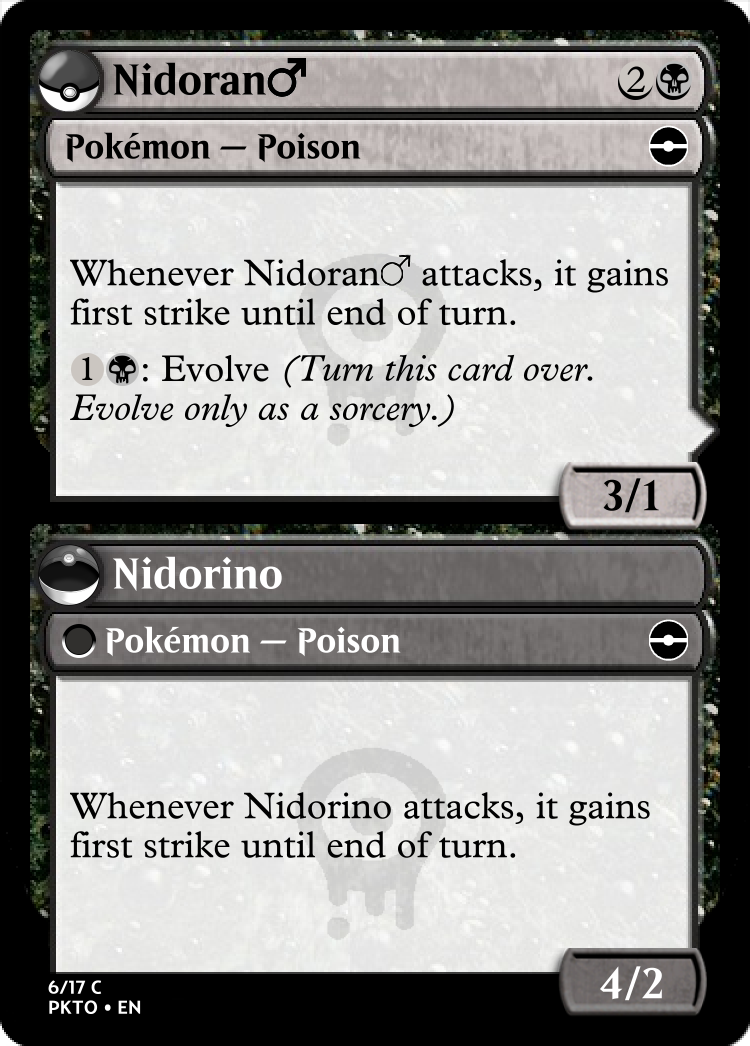 Nidoran♂ 2
Pokémon — Poison
Whenever Nidoran♂ attacks, it gains
first strike until end of turn.
1: Evolve (Turn this card over.
Evolve only as a sorcery.)
3/1
Nidorino
Pokémon — Poison
Whenever Nidorino attacks, it gains
first strike until end of turn.
4/2
6/17 C
PKTO • EN